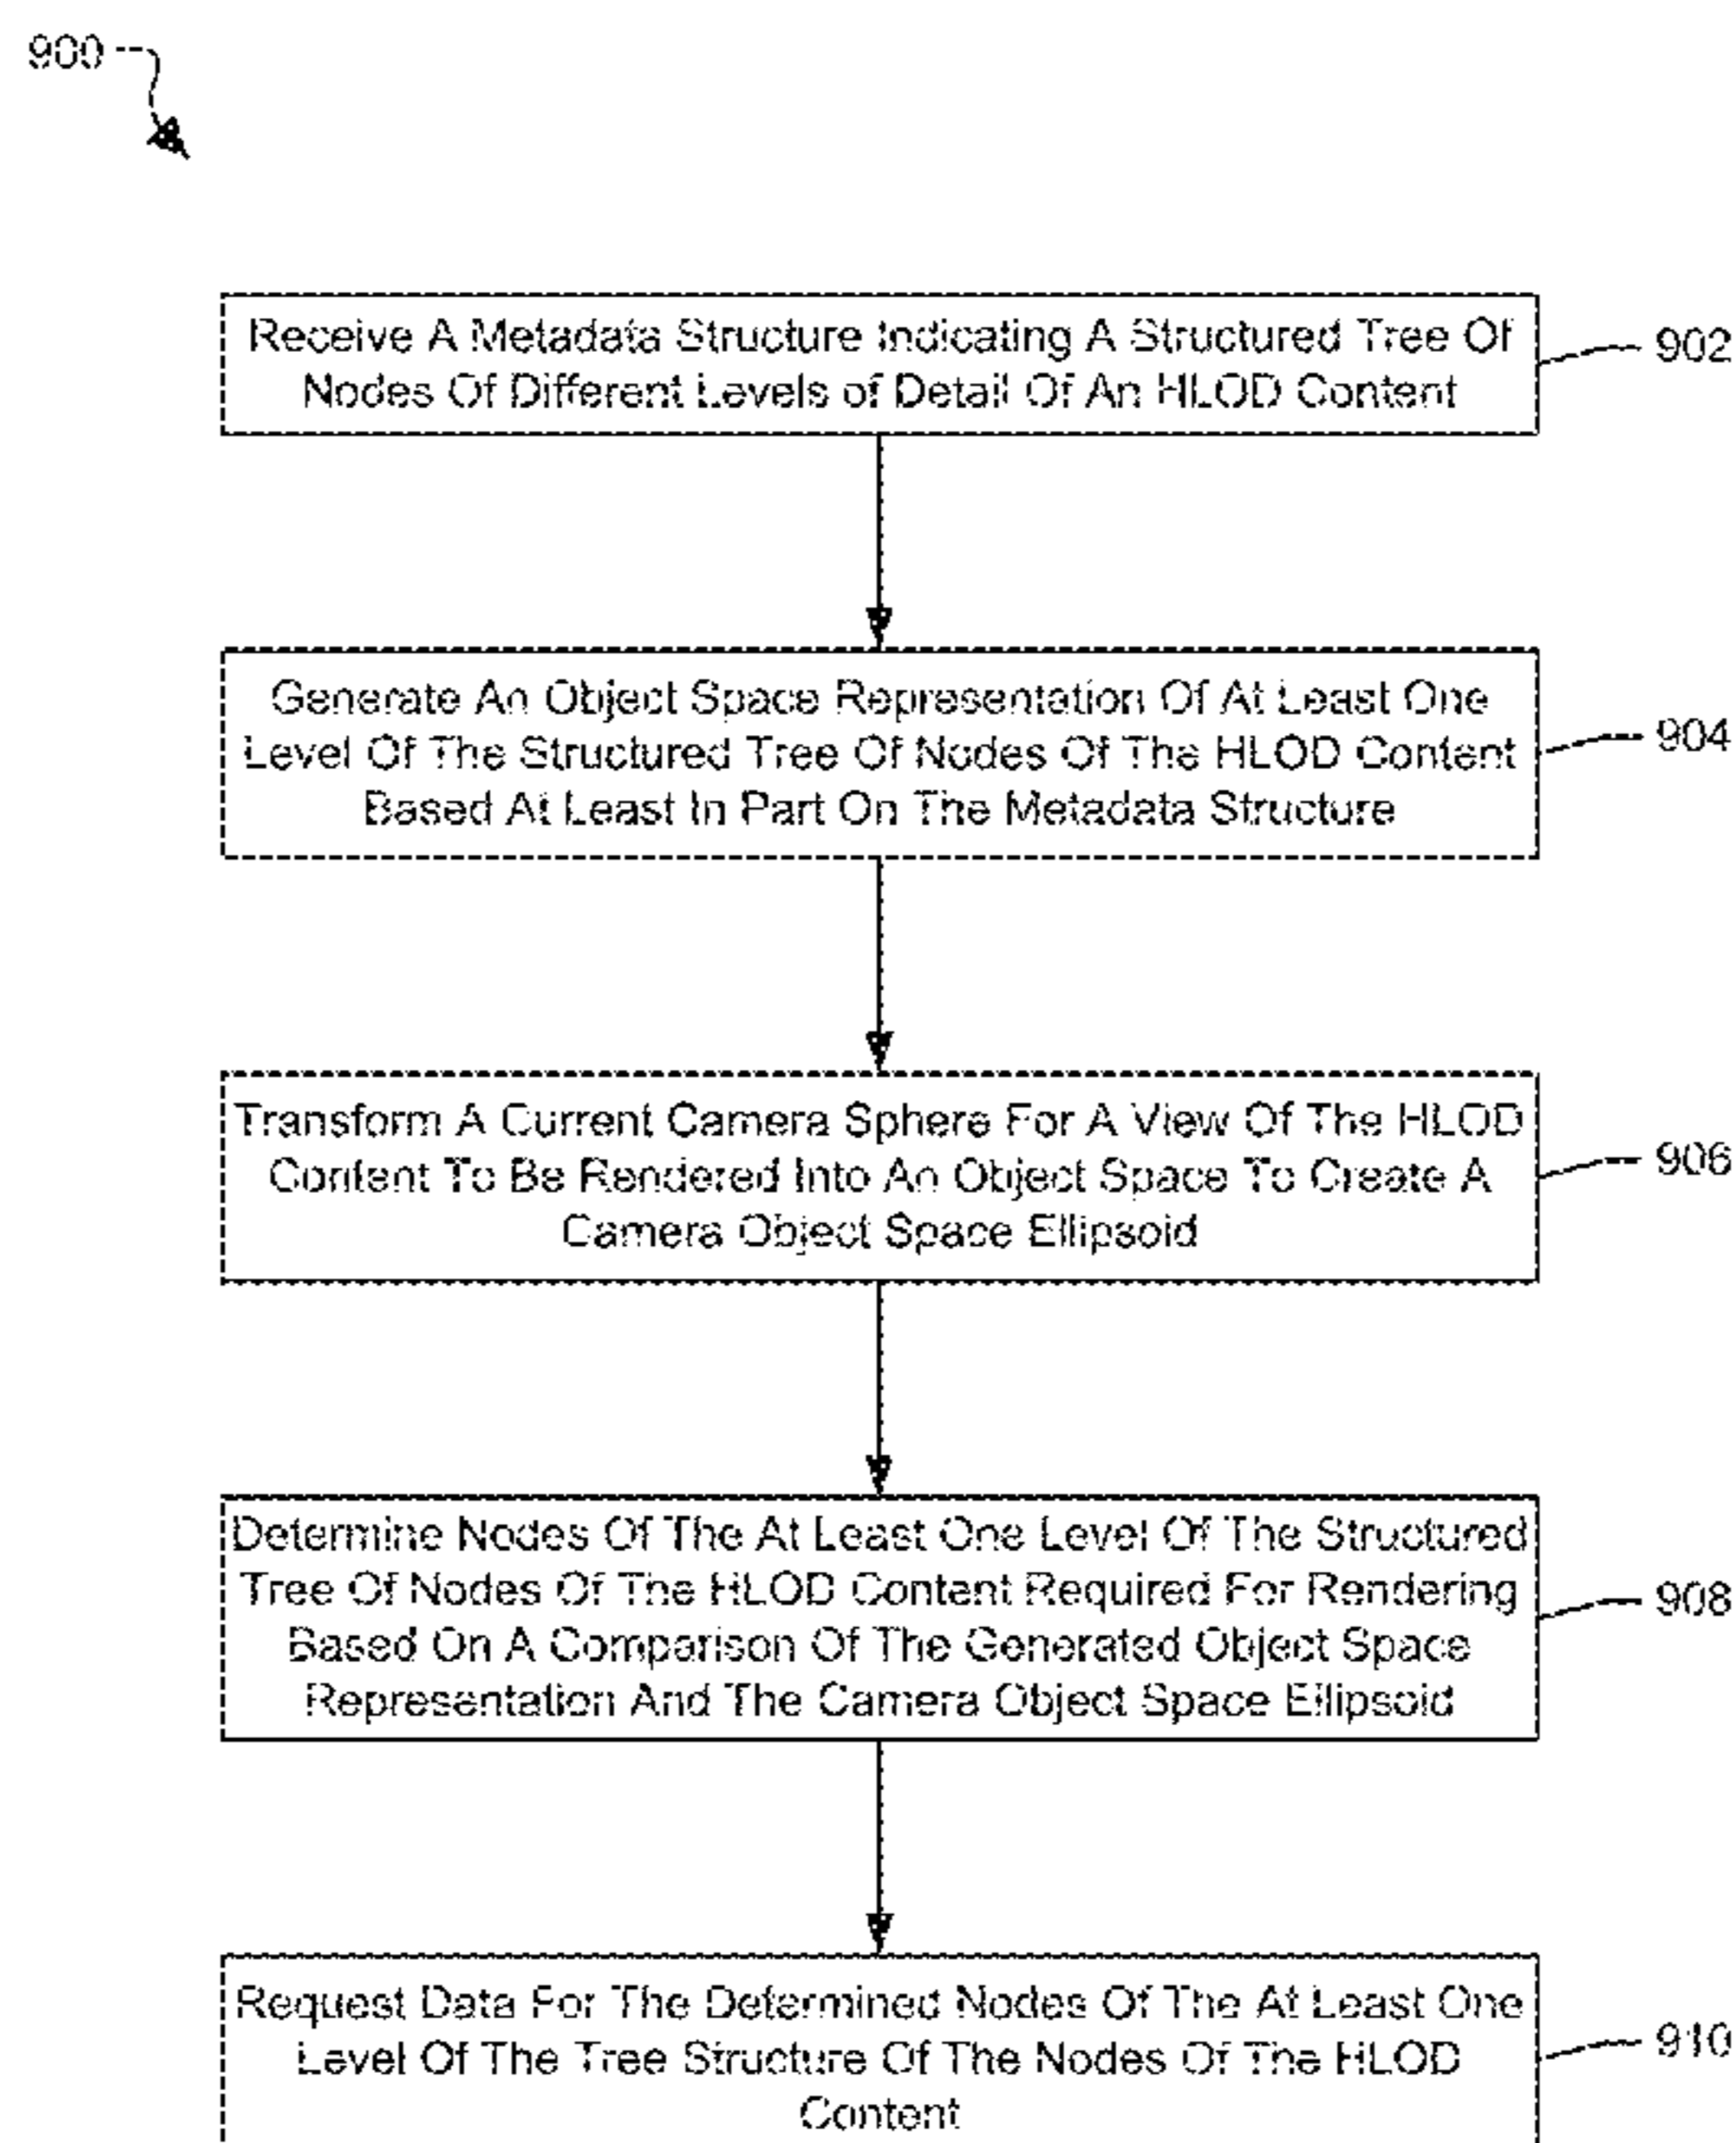 900
Receive A Metadata Structure Indicating A Structured Tree Of
Nodes Of Different Levels of Detail Of An HLOD Content
902
Generate An Object Space Representation Of At Least One
Level Of The Structured Tree Of Nodes Of The HLOD Content
Based At Least In Part On The Metadata Structure
904
Transform A Current Camera Sphere For A View Of The HLOD
Content To Be Rendered Into An Object Space To Create A
Camera Object Space Ellipsoid
906
Determine Nodes Of The At Least One Level Of The Structured
Tree Of Nodes Of The HLOD Content Required For Rendering
Based On A Comparison Of The Generated Object Space
Representation And The Camera Object Space Ellipsoid
908
Request Data For The Determined Nodes Of The At Least One
Level Of The Tree Structure Of The Nodes Of The HLOD
Content
910